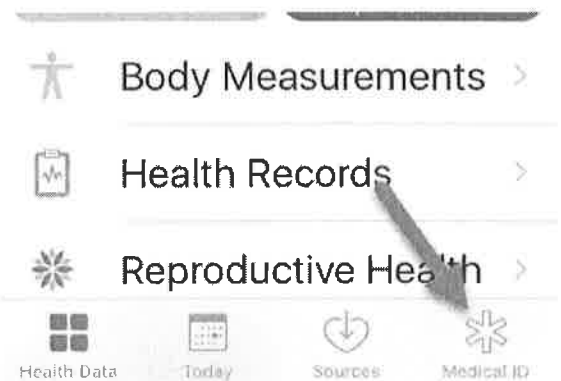 Body Measurements
Health Records
Reproductive Health
Health Data Today Sources Medical ID